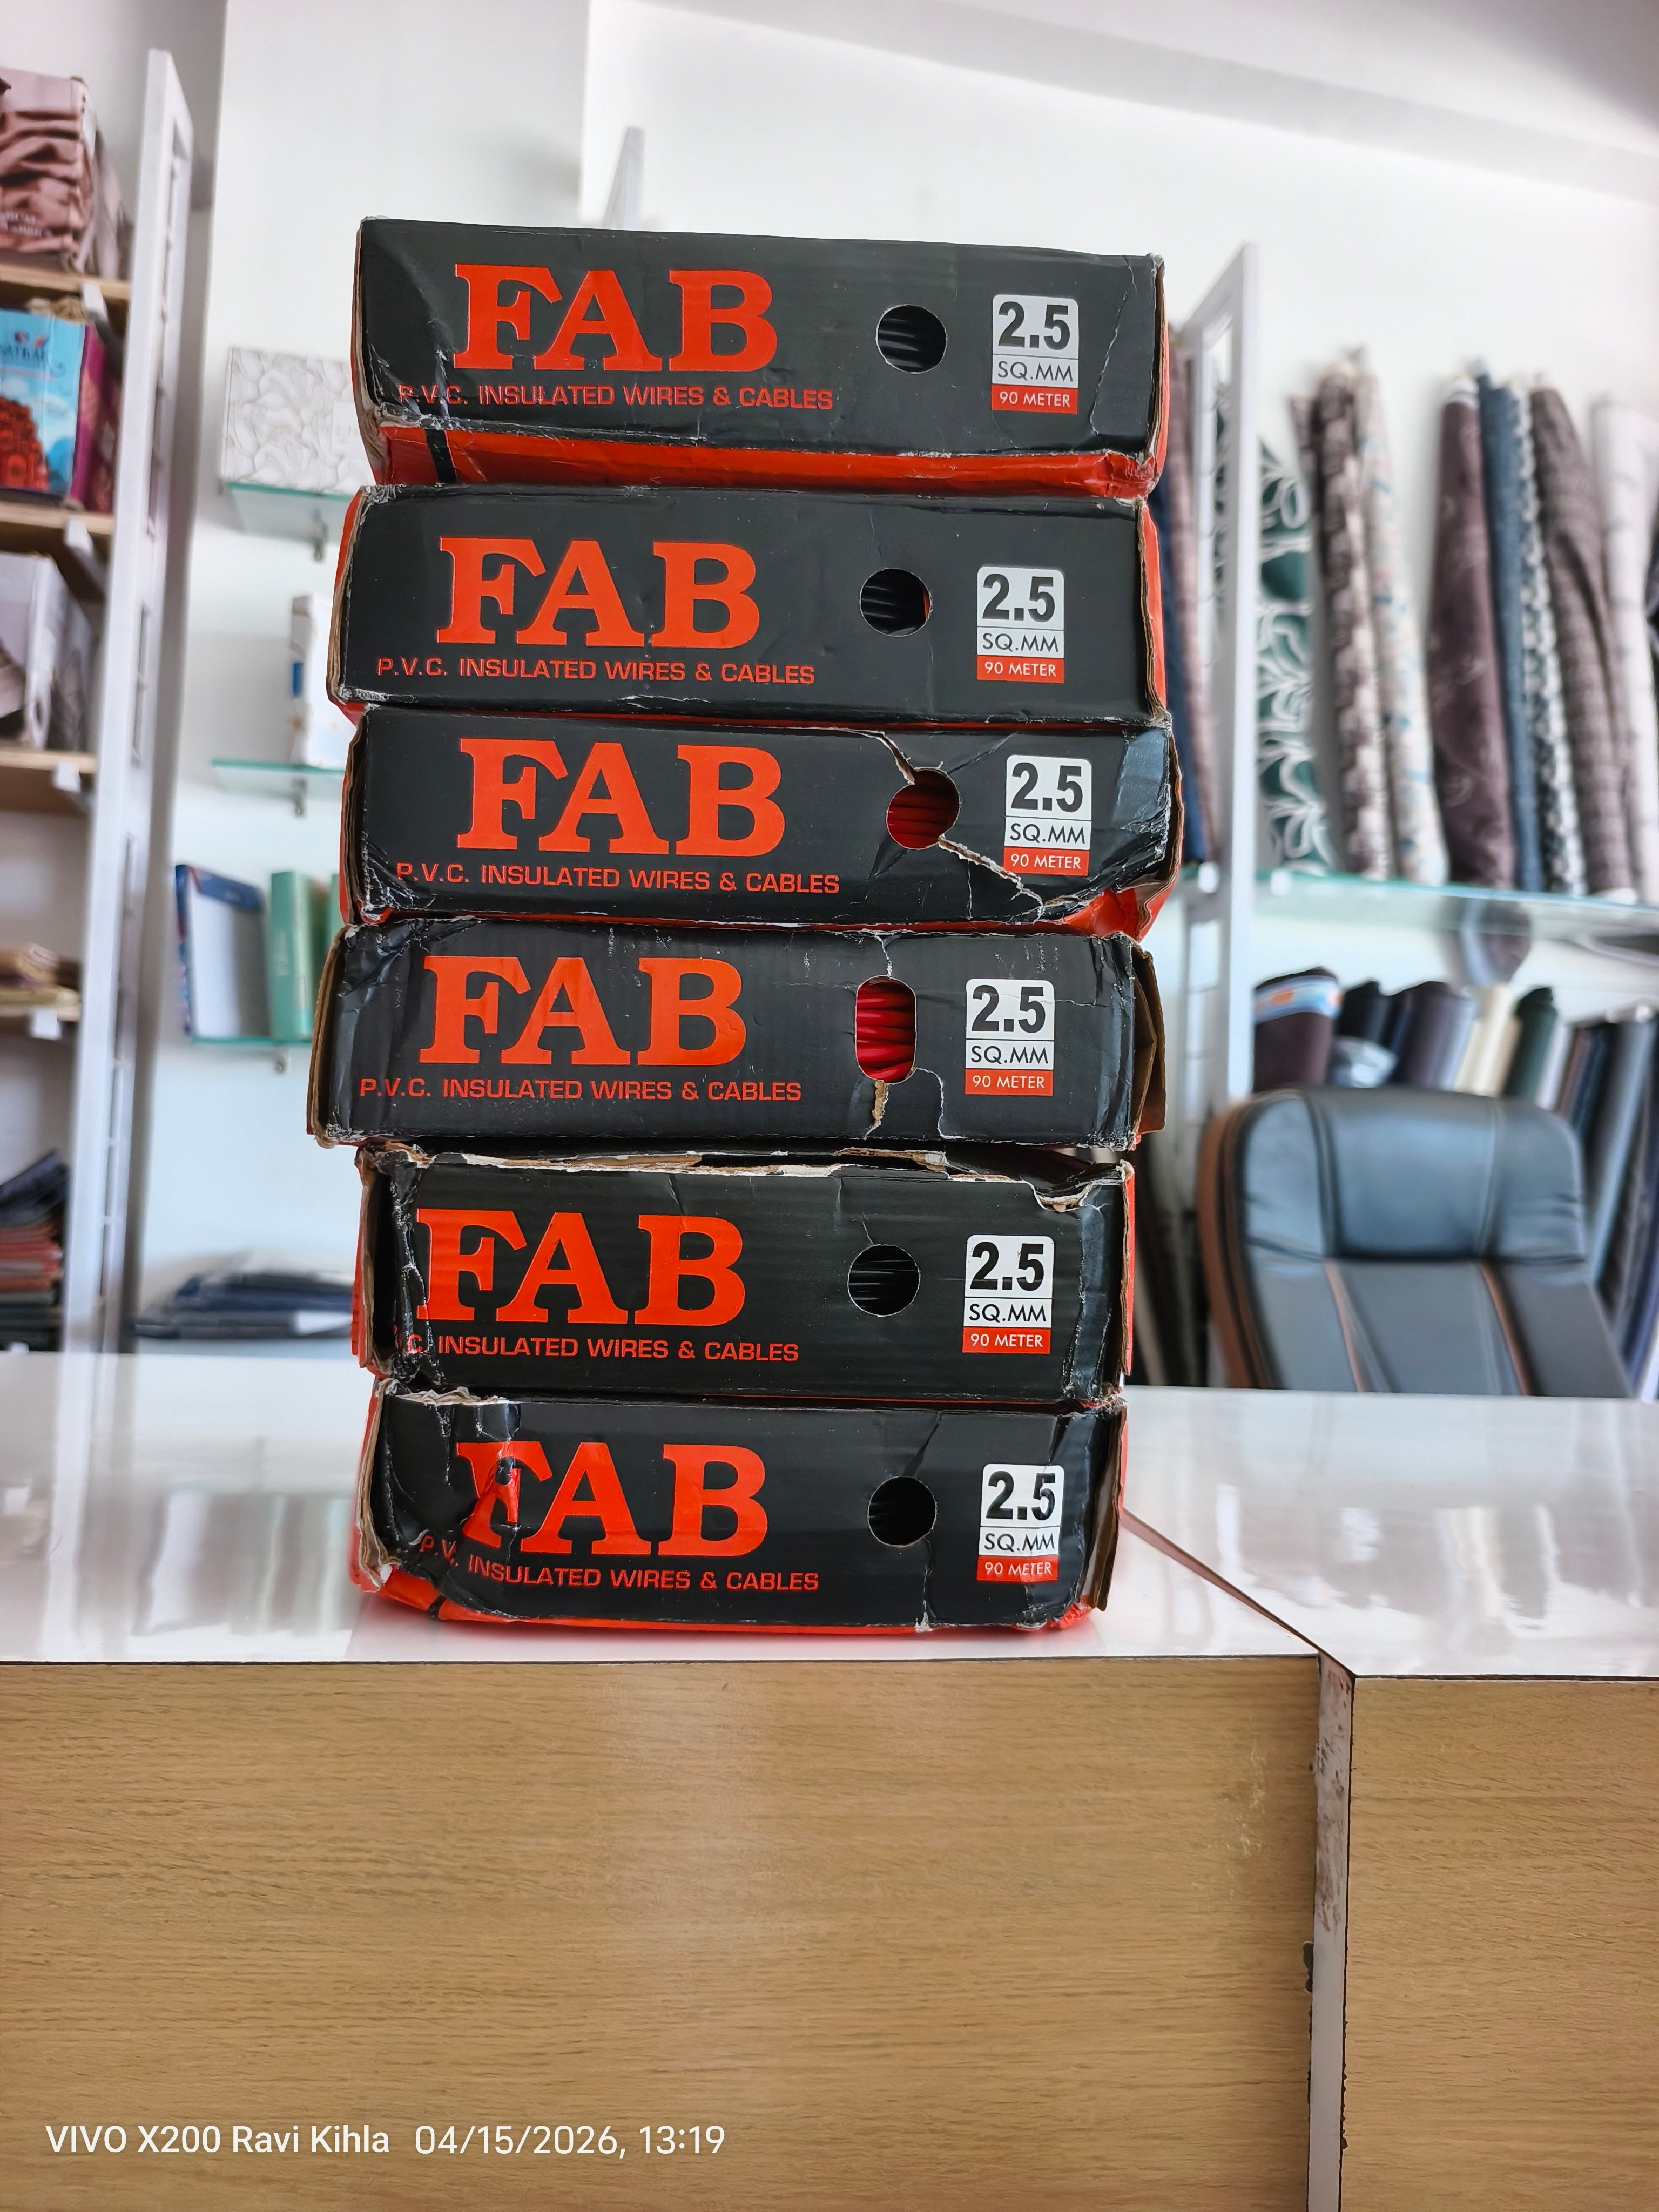 FAB
P.V.C. INSULATED WIRES & CABLES
2.5
SQ.MM
90 METER
FAB
P.V.C. INSULATED WIRES & CABLES
2.5
SQ.MM
90 METER
FAB
P.V.C. INSULATED WIRES & CABLES
2.5
SQ.MM
90 METER
FAB
P.V.C. INSULATED WIRES & CABLES
2.5
SQ.MM
90 METER
FAB
C. INSULATED WIRES & CABLES
2.5
SQ.MM
90 METER
FAB
P.V. INSULATED WIRES & CABLES
2.5
SQ.MM
90 METER
VIVO X200 Ravi Kihla 04/15/2026, 13:19